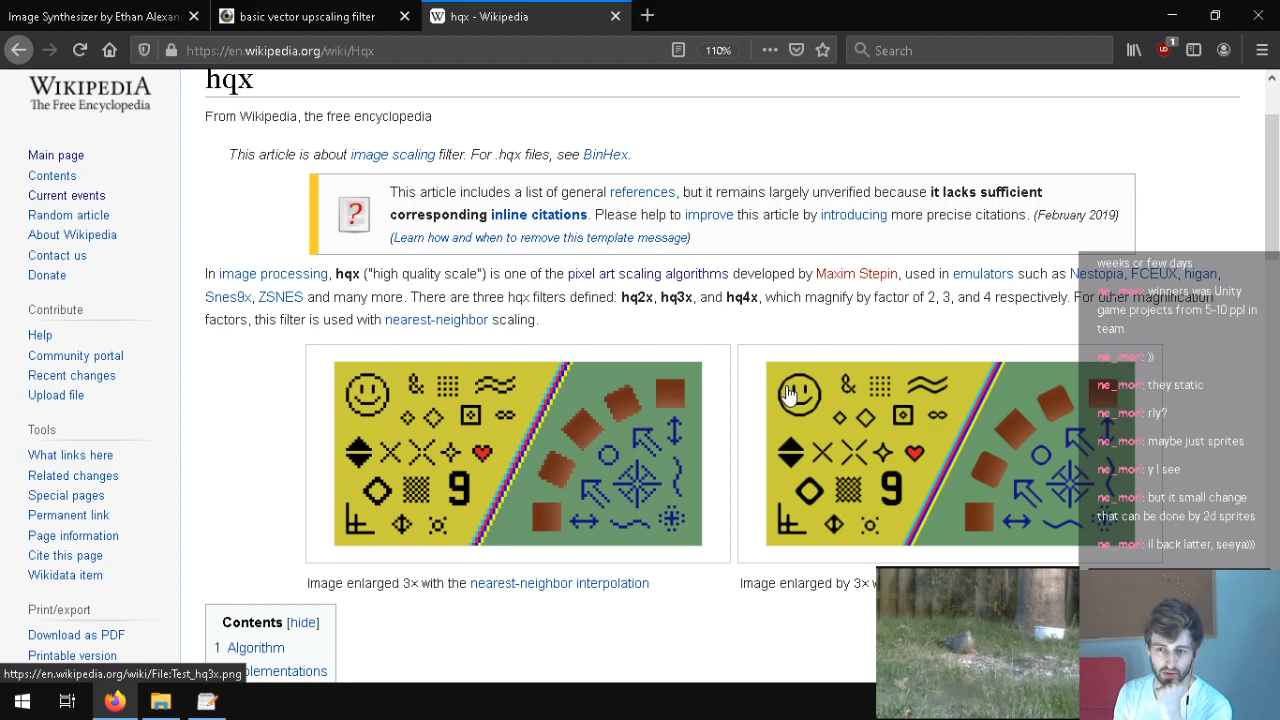 Image Synthesizer by Ethan Alexan
basic vector upscaling filter
hqx - Wikipedia
https://en.wikipedia.org/wiki/Hqx
110%
Search
1
WIKIPEDIA
The Free Encyclopedia
Main page
Contents
Current events
Random article
About Wikipedia
Contact us
Donate
Contribute
Help
Community portal
Recent changes
Upload file
Tools
What links here
Related changes
Special pages
Permanent link
Page information
Cite this page
Wikidata item
Print/export
Download as PDF
Printable version
hqx
From Wikipedia, the free encyclopedia
This article is about image scaling filter. For .hqx files, see BinHex.
This article includes a list of general references, but it remains largely unverified because it lacks sufficient
corresponding inline citations. Please help to improve this article by introducing more precise citations. (February 2019)
(Learn how and when to remove this template message)
In image processing, hqx ("high quality scale") is one of the pixel art scaling algorithms developed by Maxim Stepin, used in emulators such as Nestopia, FCEUX, higan,
Snes9x, ZSNES and many more. There are three hqx filters defined: hq2x, hq3x, and hq4x, which magnify by factor of 2, 3, and 4 respectively. For other magnification
factors, this filter is used with nearest-neighbor scaling.
&
9
&
9
Image enlarged 3× with the nearest-neighbor interpolation
Image enlarged by 3×
Contents [hide]
1 Algorithm
mplementations
https://en.wikipedia.org/wiki/File:Test_hq3x.png
weeks or few days
ne_mori: winners was Unity
game projects from 5-10 ppl in
team
ne_mori: ))
ne_mori: they static
ne_mori: rly?
ne_mori: maybe just sprites
ne_mori: y I see
ne_mori: but it small change
that can be done by 2d sprites
ne_mori: il back latter, seeya)))